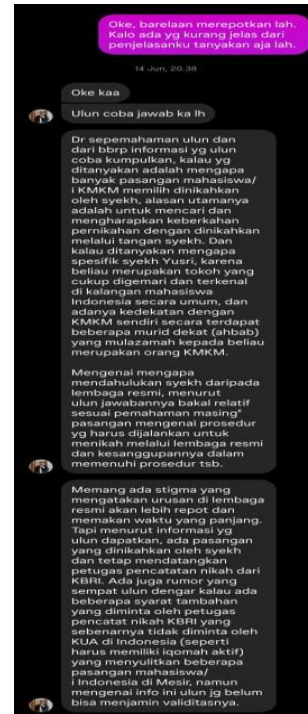 Oke, barelaan merepotkan lah.
Kalo ada yg kurang jelas dari
penjelasanku tanyakan aja lah.
14 Jun, 20.38
Oke kaa
Ulun coba jawab ka lh
Dr sepemahaman ulun dan
dari bbrp informasi yg ulun
coba kumpulkan, kalau yg
ditanyakan adalah mengapa
banyak pasangan mahasiswa/
i KMKM memilih dinikahkan
oleh syekh, alasan utamanya
adalah untuk mencari dan
mengharapkan keberkahan
pernikahan dengan dinikahkan
melalui tangan syekh. Dan
kalau ditanyakan mengapa
spesifik syekh Yusri, karena
beliau merupakan tokoh yang
cukup digemari dan terkenal
di kalangan mahasiswa
Indonesia secara umum, dan
adanya kedekatan dengan
KMKM sendiri secara terdapat
beberapa murid dekat (ahbab)
yang mulazamah kepada beliau
merupakan orang KMKM.
Mengenai mengapa
mendahulukan syekh daripada
lembaga resmi, menurut
ulun jawabannya bakal relatif
sesuai pemahaman masing"
pasangan mengenai prosedur
yg harus dijalankan untuk
menikah melalui lembaga resmi
dan kesanggupannya dalam
memenuhi prosedur tsb.
Memang ada stigma yang
mengatakan urusan di lembaga
resmi akan lebih repot dan
memakan waktu yang panjang.
Tapi menurut informasi yg
ulun dapatkan, ada pasangan
yang dinikahkan oleh syekh
dan tetap mendatangkan
petugas pencatatan nikah dari
KBRI. Ada juga rumor yang
sempat ulun dengar kalau ada
beberapa syarat tambahan
yang diminta oleh petugas
pencatat nikah KBRI yang
sebenarnya tidak diminta oleh
KUA di Indonesia (seperti
harus memiliki iqomah aktif)
yang menyulitkan beberapa
pasangan mahasiswa/
i Indonesia di Mesir, namun
mengenai info ini ulun jg belum
bisa menjamin validitasnya.